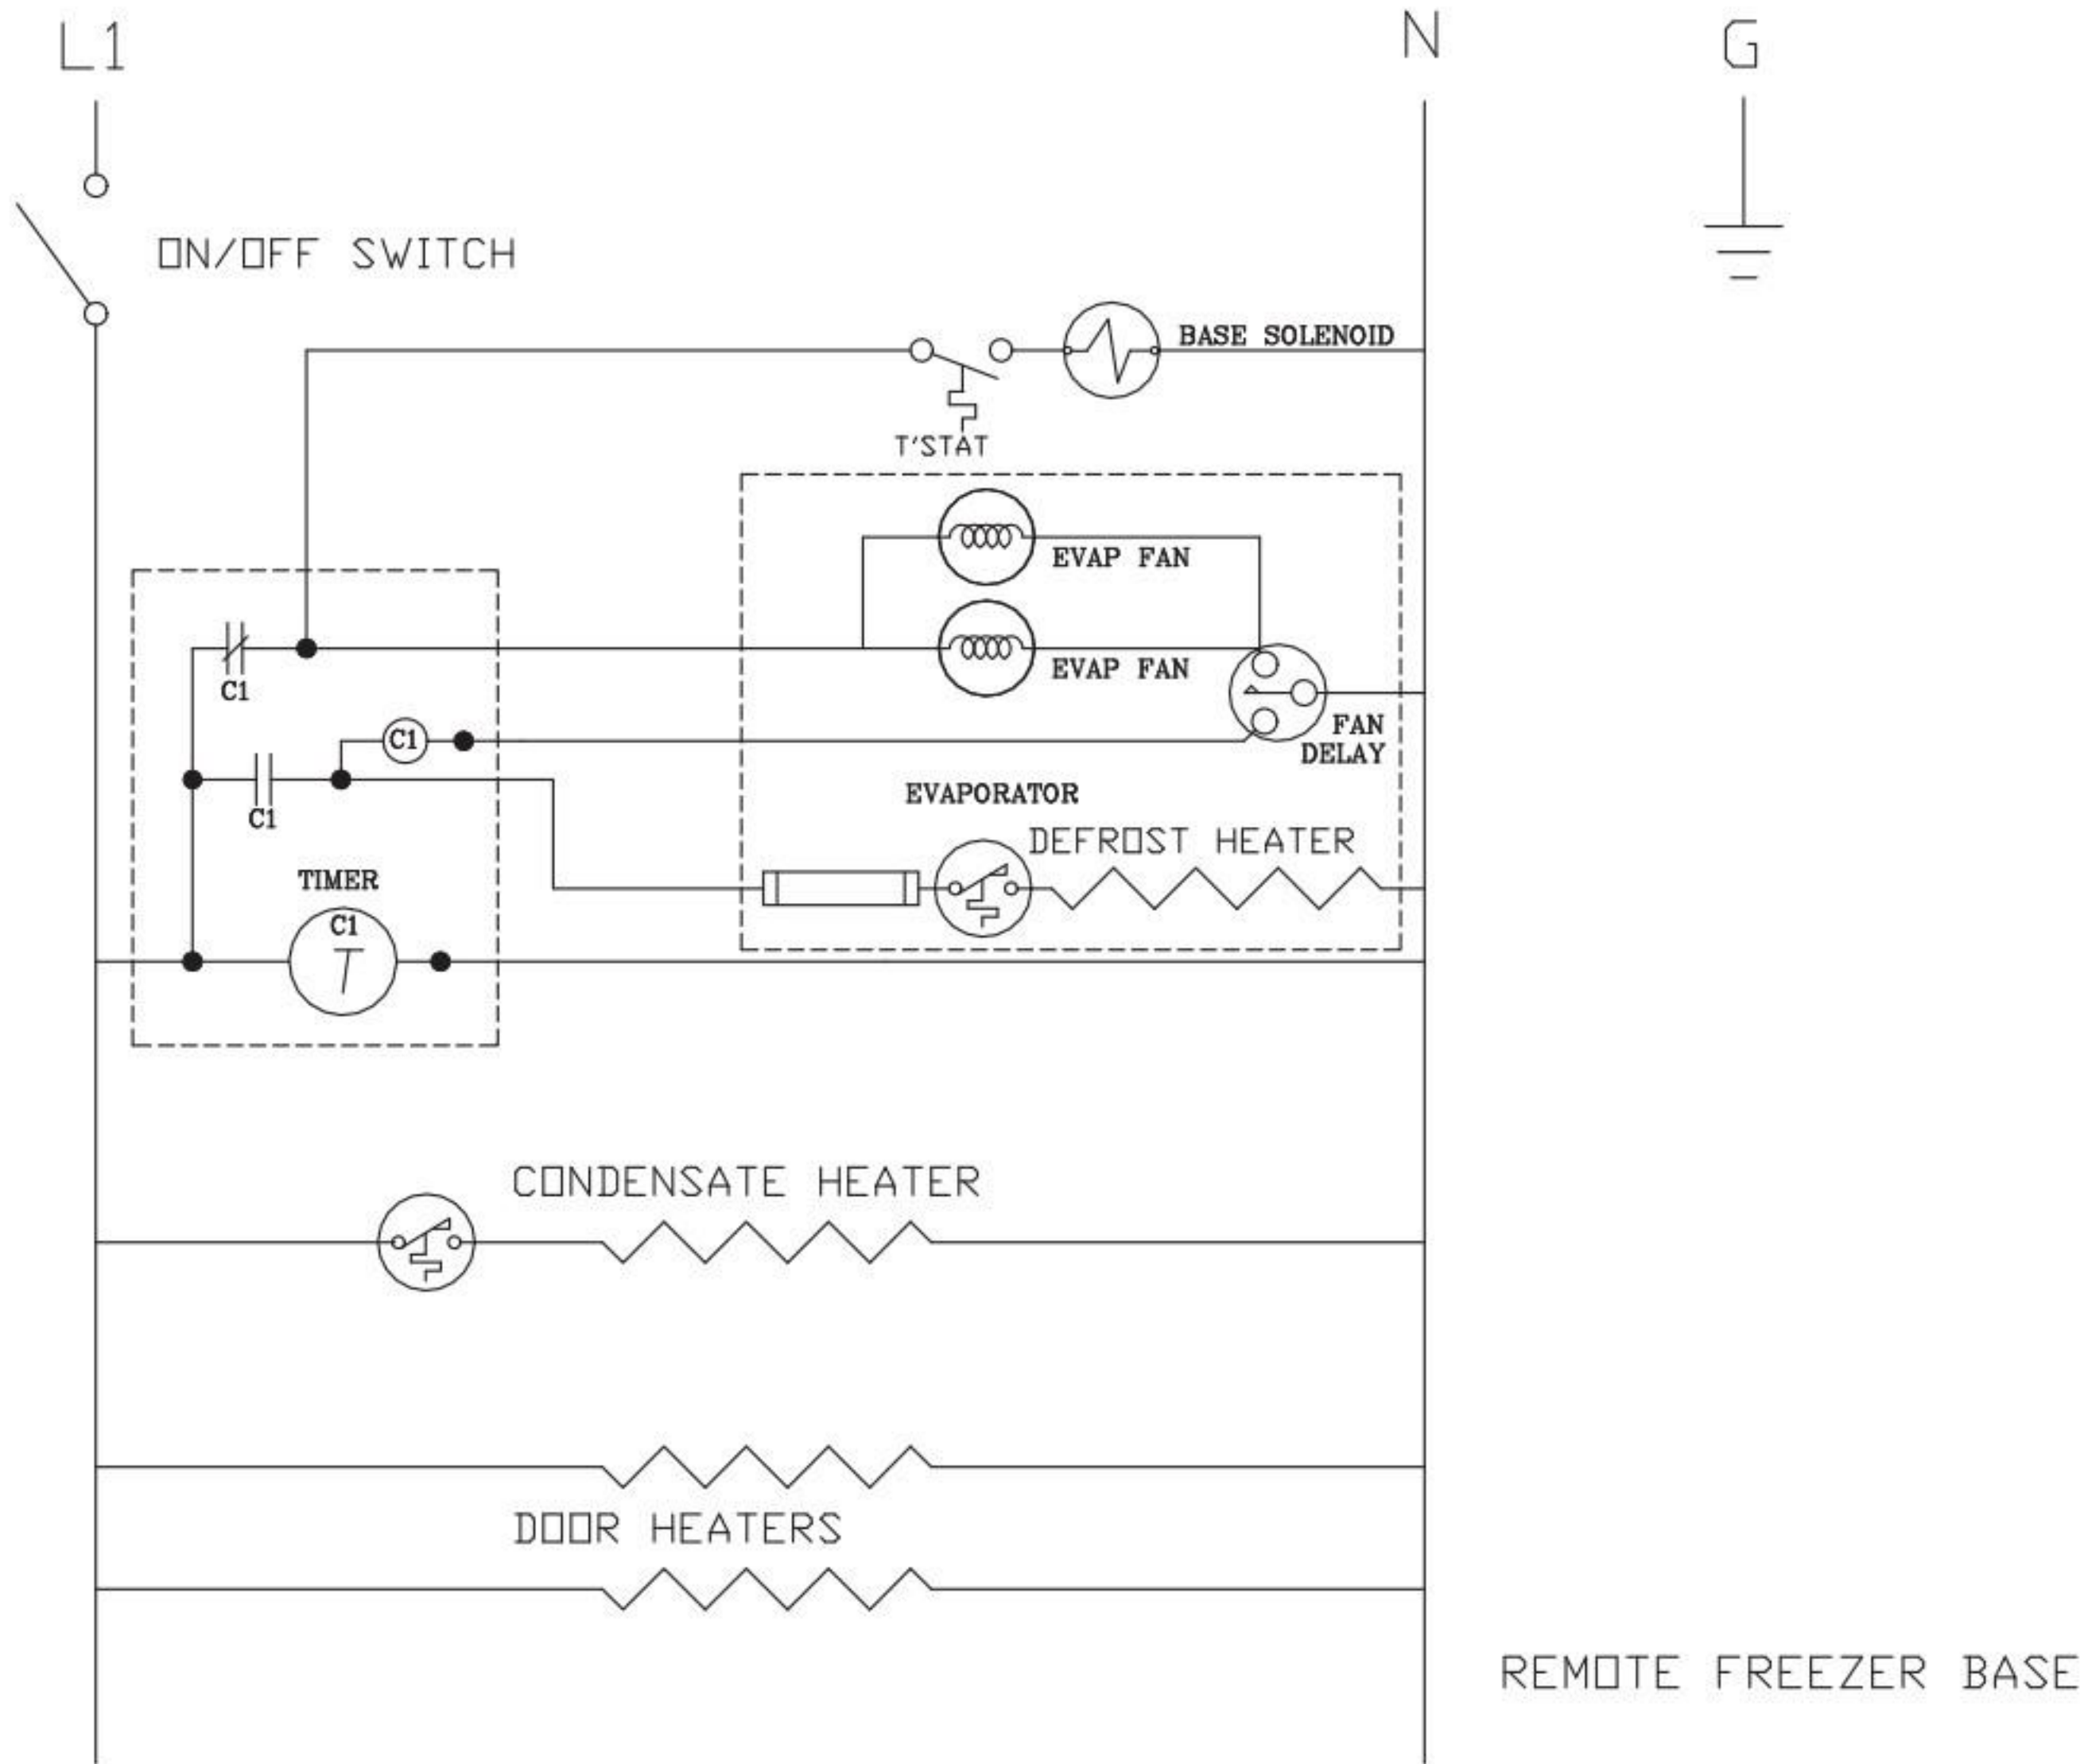 L1
N
G
ON/OFF SWITCH
BASE SOLENOID
T'STAT
EVAP FAN
EVAP FAN
C1
FAN
DELAY
C1
C1
EVAPORATOR
DEFROST HEATER
TIMER
C1
T
CONDENSATE HEATER
DOOR HEATERS
REMOTE FREEZER BASE